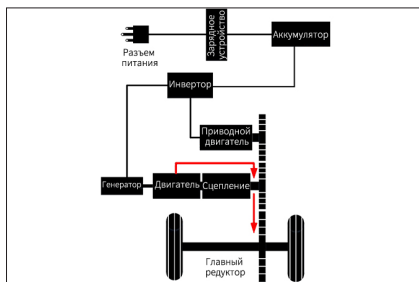 Разъем
питания
Зарядное
устройство
Аккумулятор
Инвертор
Приводной
двигатель
Генератор
Двигатель
Сцепление
Главный
редуктор